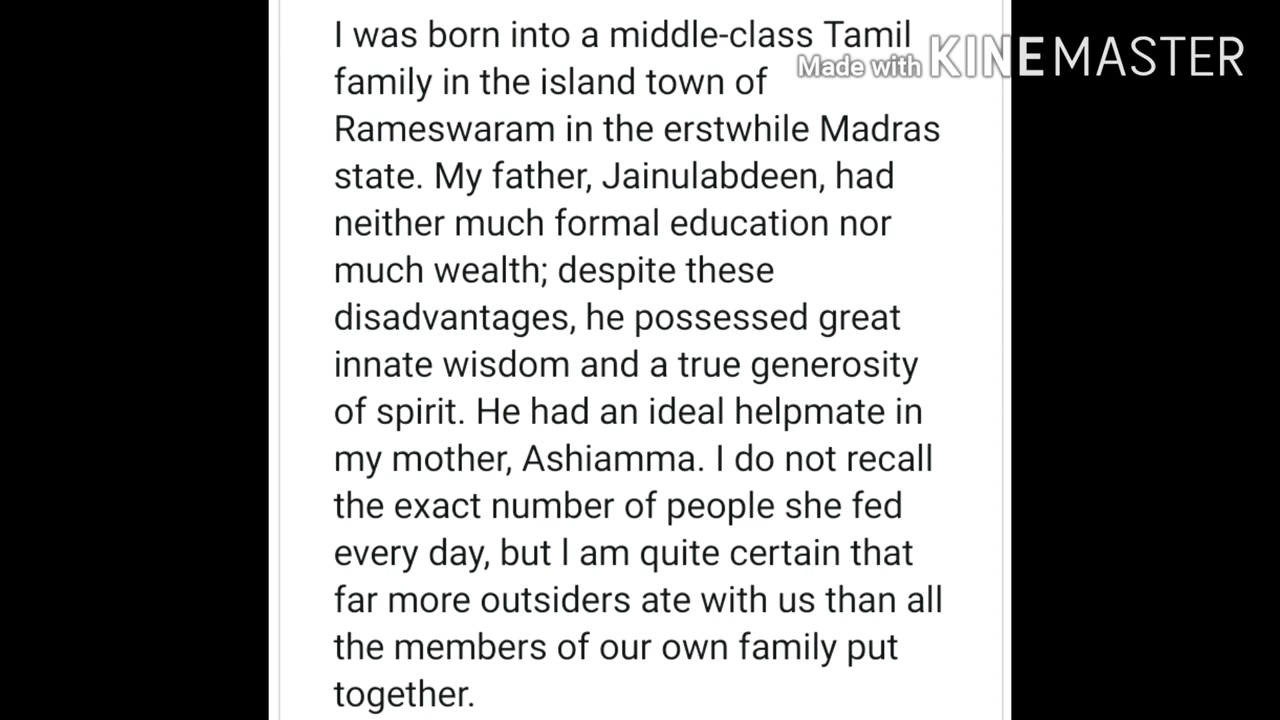 I was born into a middle-class Tamil
Made with KINEMASTER
family in the island town of
Rameswaram in the erstwhile Madras
state. My father, Jainulabdeen, had
neither much formal education nor
much wealth; despite these
disadvantages, he possessed great
innate wisdom and a true generosity
of spirit. He had an ideal helpmate in
my mother, Ashiamma. I do not recall
the exact number of people she fed
every day, but I am quite certain that
far more outsiders ate with us than all
the members of our own family put
together.